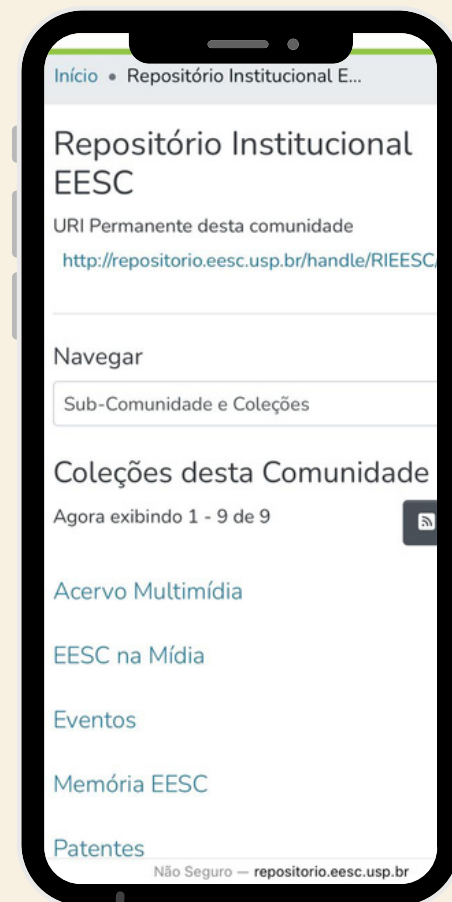 Início • Repositório Institucional E...
Repositório Institucional
EESC
URI Permanente desta comunidade
http://repositorio.eesc.usp.br/handle/RIEESC/
Navegar
Sub-Comunidade e Coleções
Coleções desta Comunidade
Agora exibindo 1 - 9 de 9
Acervo Multimídia
EESC na Mídia
Eventos
Memória EESC
Patentes
Não Seguro — repositorio.eesc.usp.br